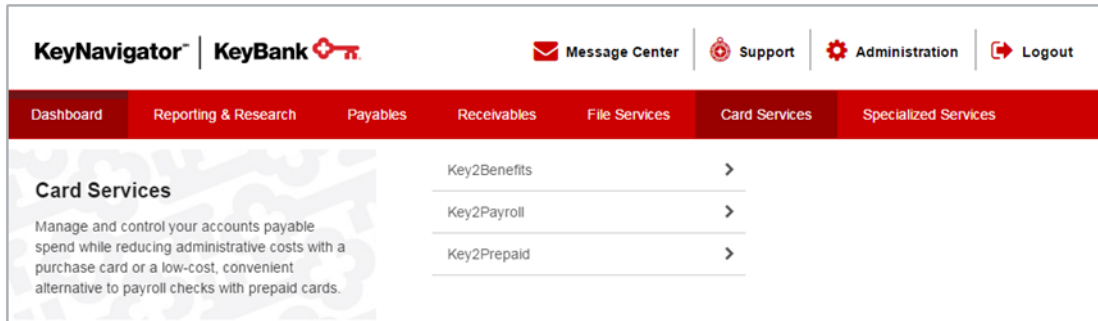 KeyNavigator | KeyBank
Message Center
Support
Administration
Logout
Dashboard
Reporting & Research
Payables
Receivables
File Services
Card Services
Specialized Services
Card Services
Manage and control your accounts payable
spend while reducing administrative costs with a
purchase card or a low-cost, convenient
alternative to payroll checks with prepaid cards.
Key2Benefits
Key2Payroll
Key2Prepaid